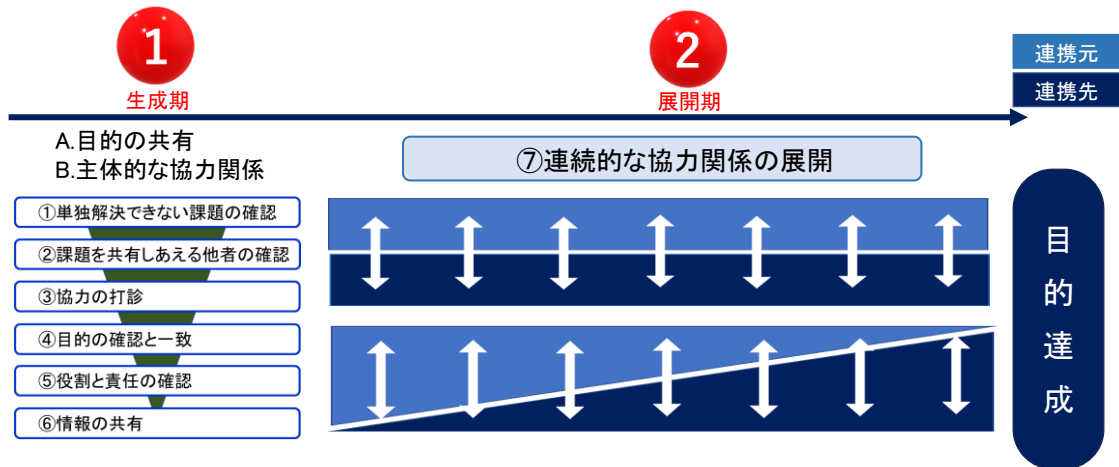 1
生成期
2
展開期
連携元
連携先
A.目的の共有
B.主体的な協力関係
⑦連続的な協力関係の展開
①単独解決できない課題の確認
②課題を共有しあえる他者の確認
③協力の打診
④目的の確認と一致
⑤役割と責任の確認
⑥情報の共有
目的達成